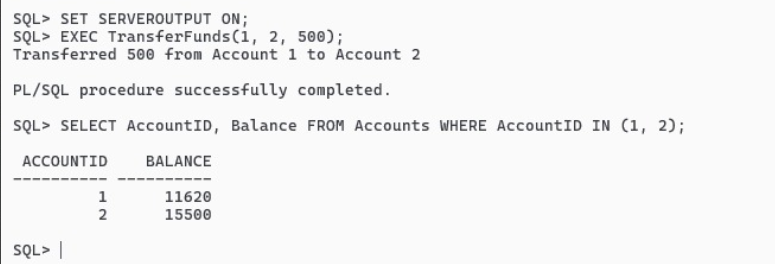 SQL> SET SERVEROUTPUT ON;
SQL> EXEC TransferFunds(1, 2, 500);
Transferred 500 from Account 1 to Account 2
PL/SQL procedure successfully completed.
SQL> SELECT AccountID, Balance FROM Accounts WHERE AccountID IN (1, 2);
 ACCOUNTID    BALANCE
---------- ----------
         1      11620
         2      15500
SQL>